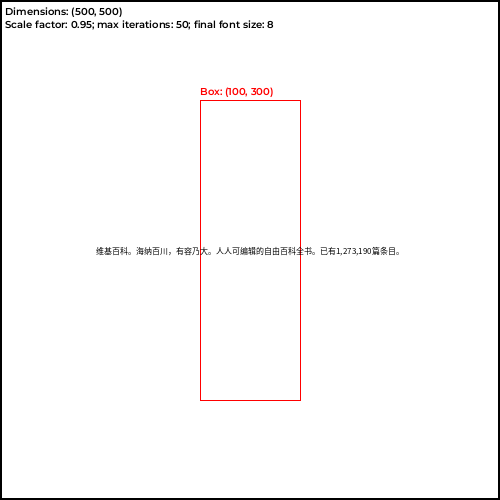 Dimensions: (500, 500)
Scale factor: 0.95; max iterations: 50; final font size: 8
Box: (100, 300)
维基百科。海纳百川，有容乃大。人人可编辑的自由百科全书。已有1,273,190篇条目。